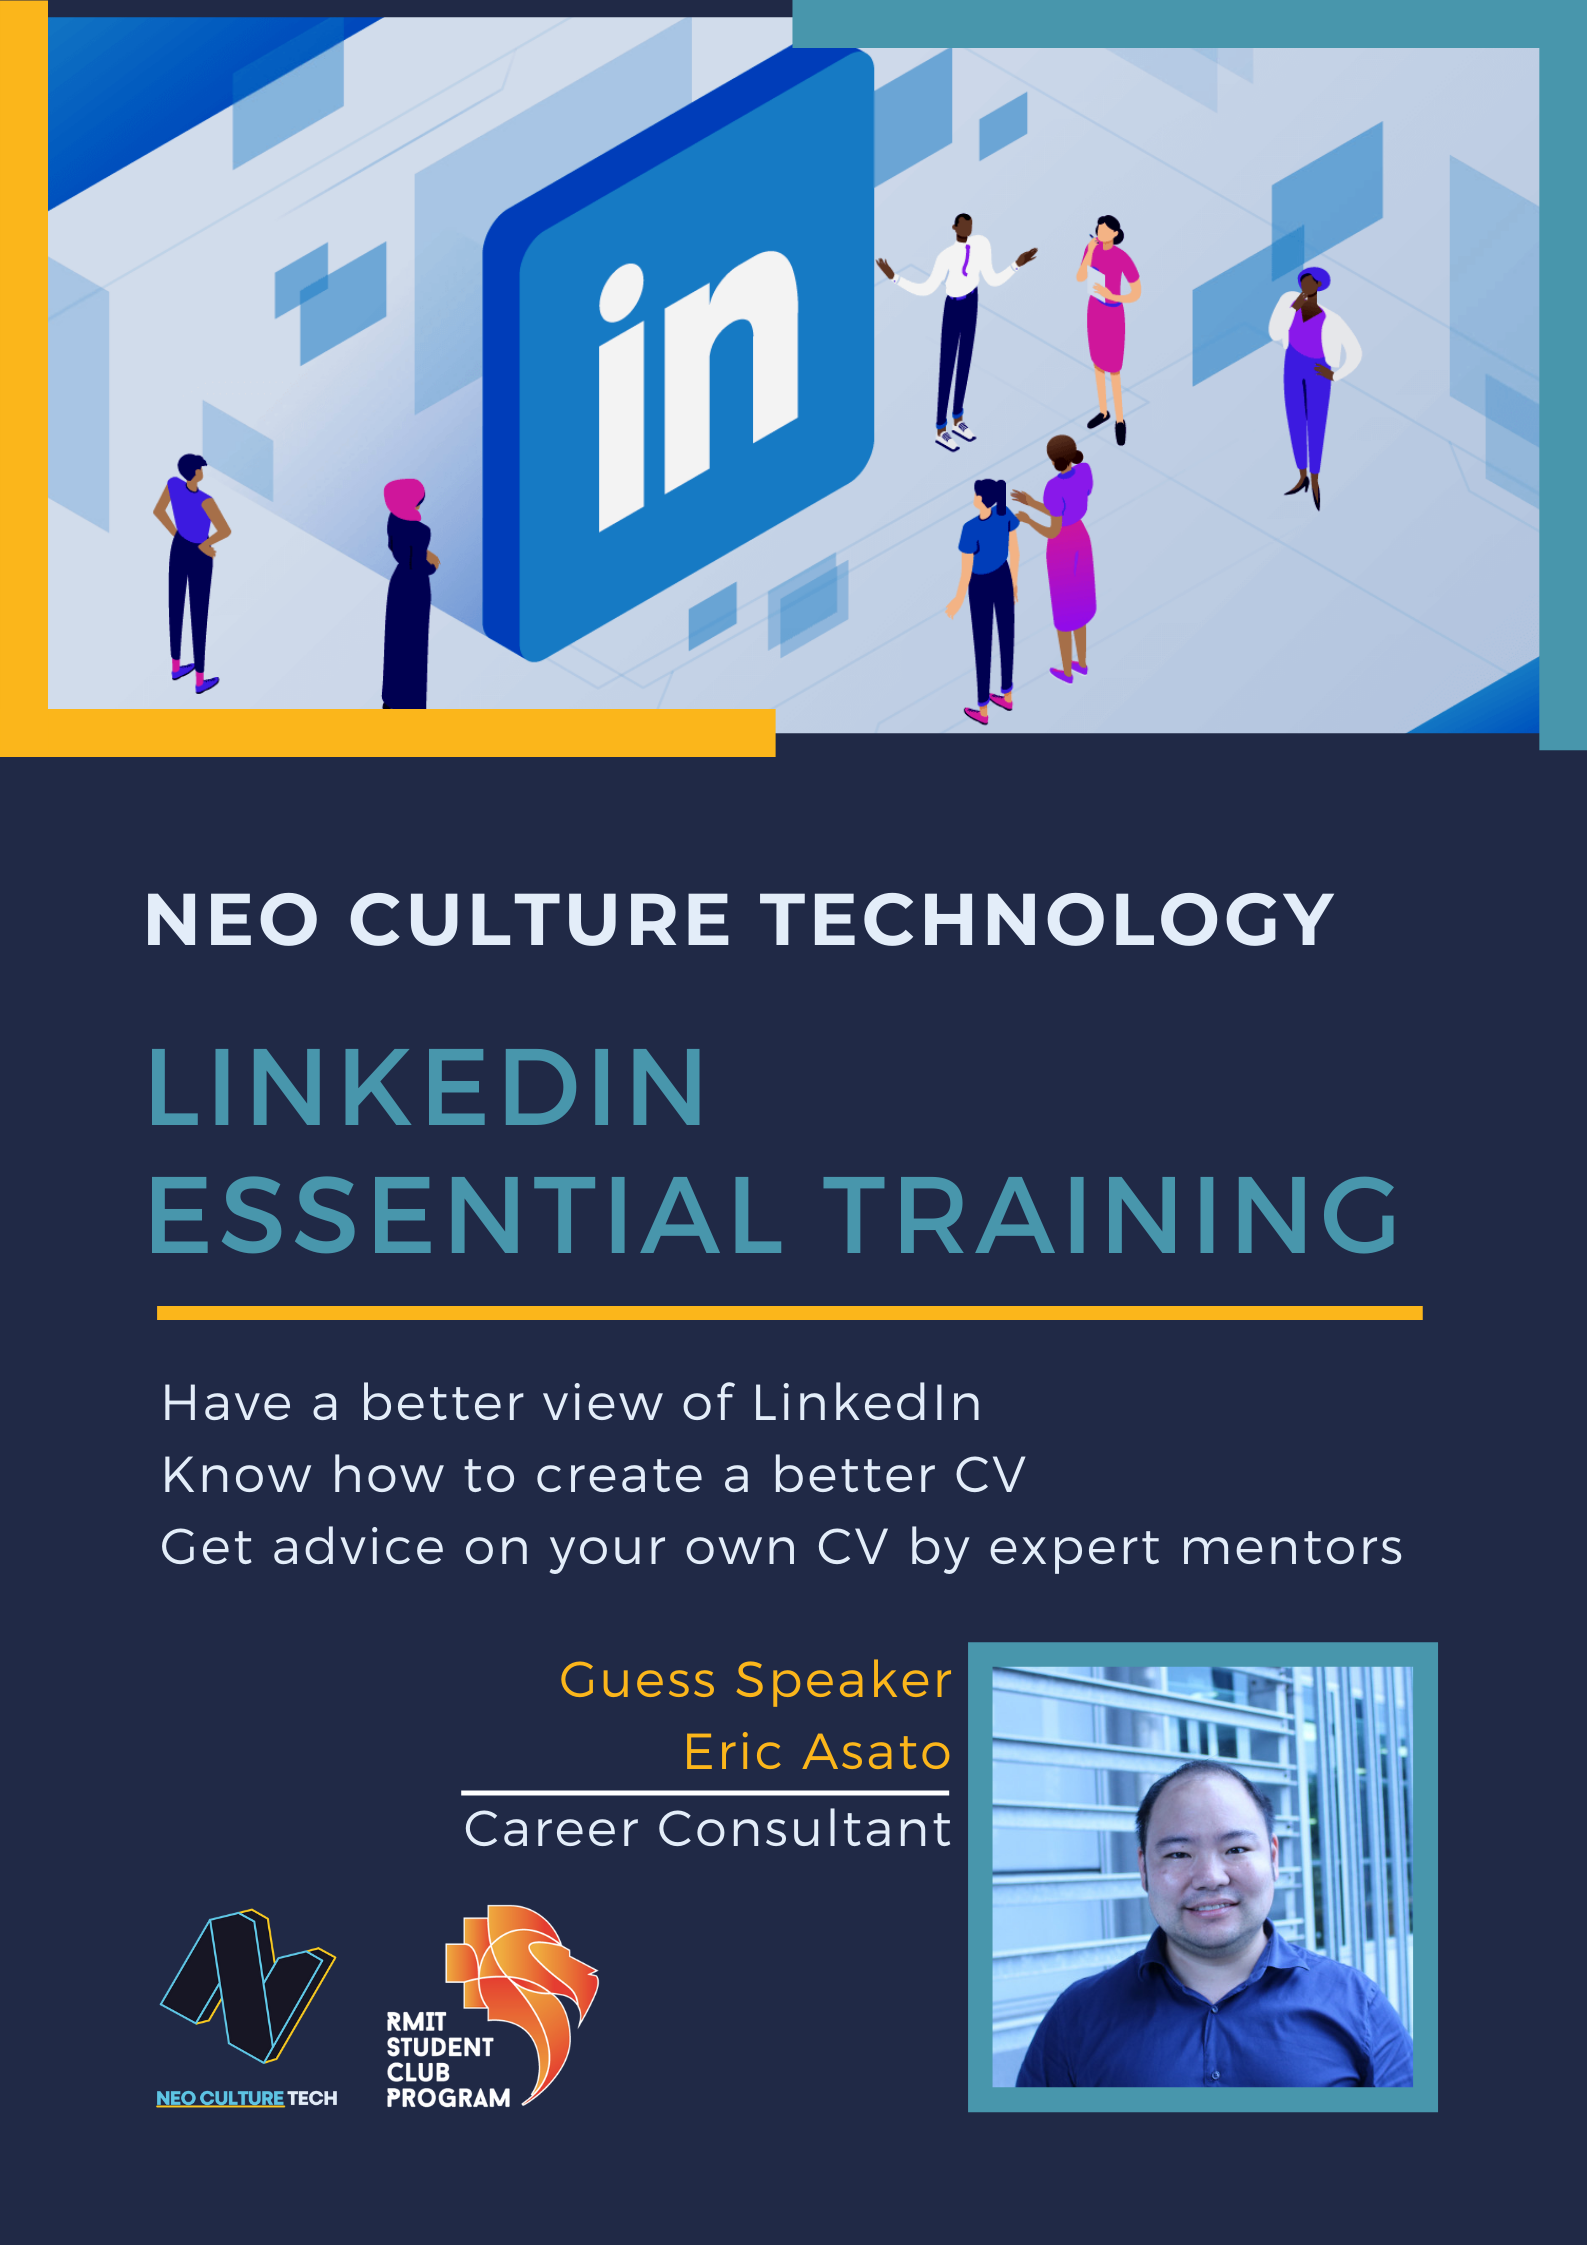 in
NEO CULTURE TECHNOLOGY
LINKEDIN
ESSENTIAL TRAINING
Have a better view of LinkedIn
Know how to create a better CV
Get advice on your own CV by expert mentors
Guess Speaker
Eric Asato
Career Consultant
NEO CULTURE TECH
RMIT
STUDENT
CLUB
PROGRAM